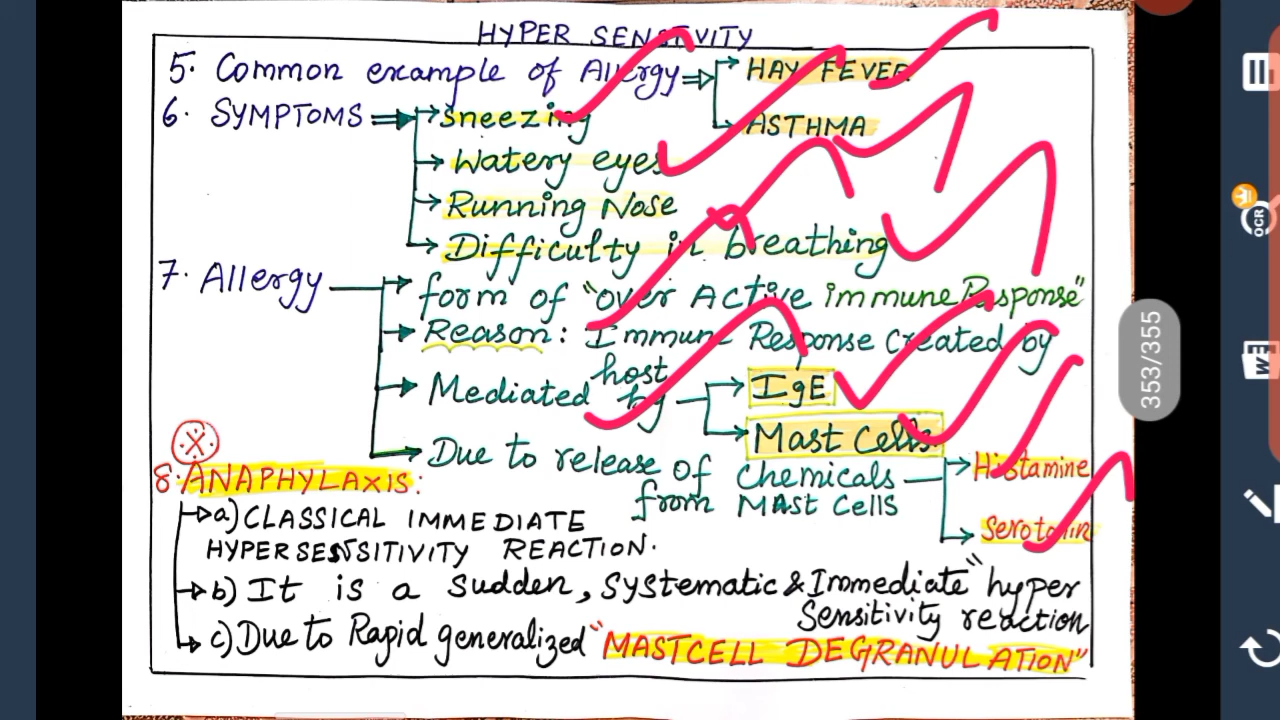 HYPER SENSITVITY
5. Common example of Allergy ⇒ HAY FEVER
ASTHMA
6. SYMPTOMS ⇒ Sneezing
Watery eyes
Running Nose
Difficulty in breathing
7. Allergy
form of "over Active immune Response"
Reason: Immune Response created by
host
Mediated by IgE
Mast Cells
Due to release of chemicals
from MAST CELLS
Histamine
Serotonin
8. ANAPHYLAXIS:
a) CLASSICAL IMMEDIATE
HYPERSENSITIVITY REACTION.
b) It is a sudden, systematic & Immediate" hyper
Sensitivity reaction
c) Due to Rapid generalized "MASTCELL DEGRANULATION"
353/355
OCR
W